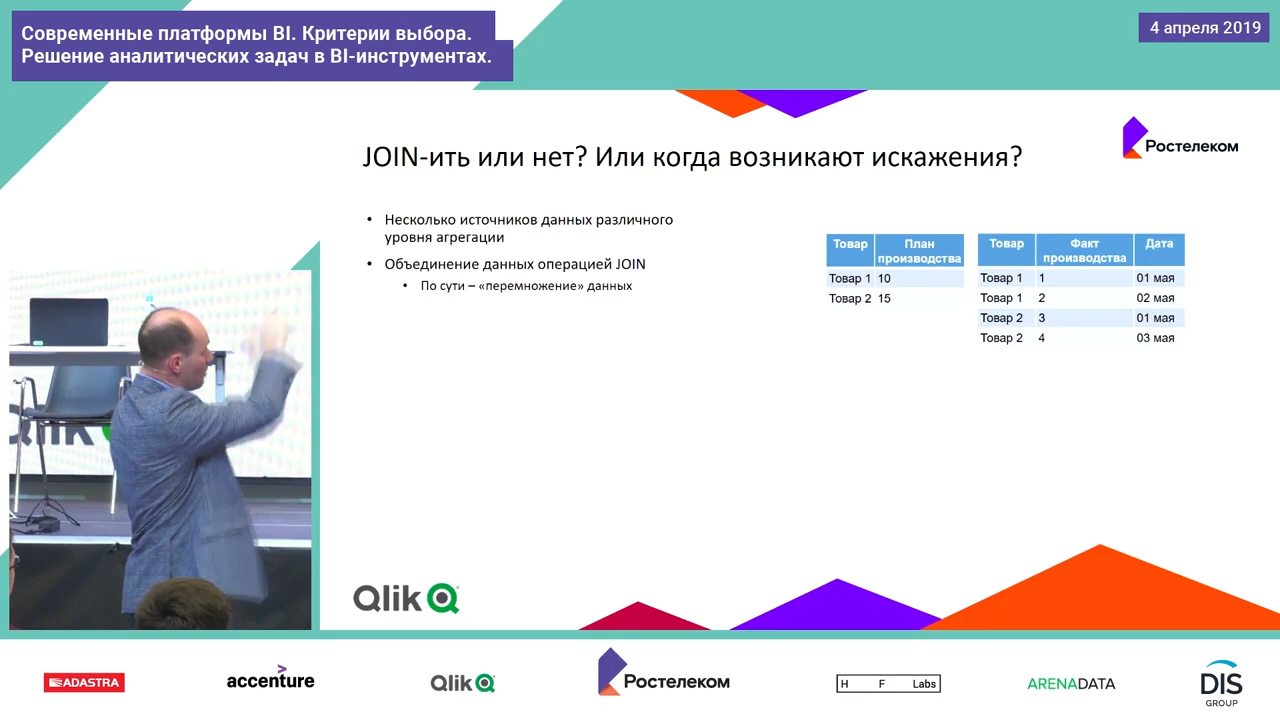 Современные платформы BI. Критерии выбора.
Решение аналитических задач в BI-инструментах.
4 апреля 2019
JOIN-ить или нет? Или когда возникают искажения?
Ростелеком
• Несколько источников данных различного
уровня агрегации
• Объединение данных операцией JOIN
• По сути – «перемножение» данных
Товар План производства
Товар 1 10
Товар 2 15
Товар Факт производства Дата
Товар 1 1 01 мая
Товар 1 2 02 мая
Товар 2 3 01 мая
Товар 2 4 03 мая
Qlik
Qlik
ADASTRA
accenture
Qlik
Ростелеком
H F Labs
ARENADATA
DIS
GROUP